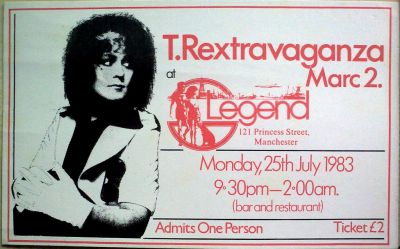 T.Rextravaganza
Marc 2.
at
Legend
121 Princess Street,
Manchester
Monday, 25th July 1983
9·30pm—2·00am.
(bar and restaurant)
Admits One Person
Ticket £2